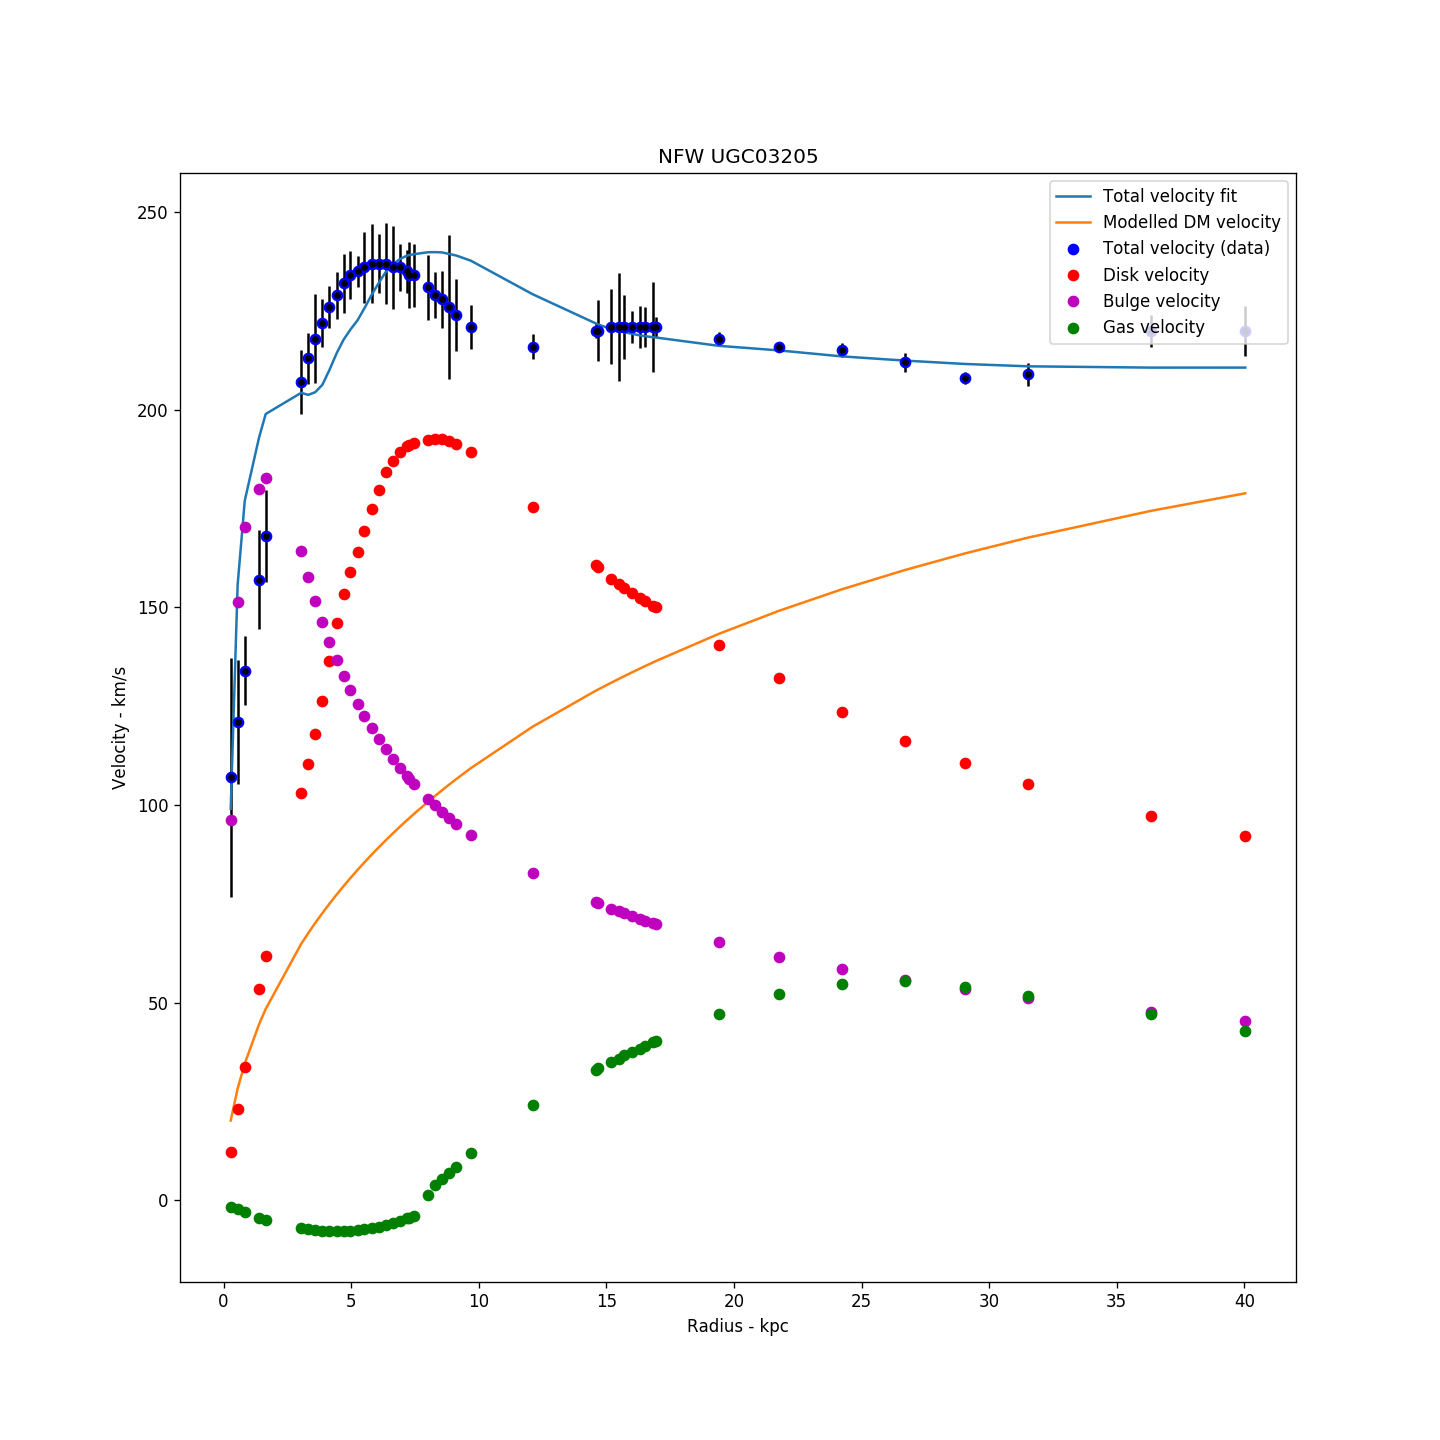 NFW UGC03205
Total velocity fit
Modelled DM velocity
Total velocity (data)
Disk velocity
Bulge velocity
Gas velocity
250
200
150
100
50
0
Velocity - km/s
0 5 10 15 20 25 30 35 40
Radius - kpc